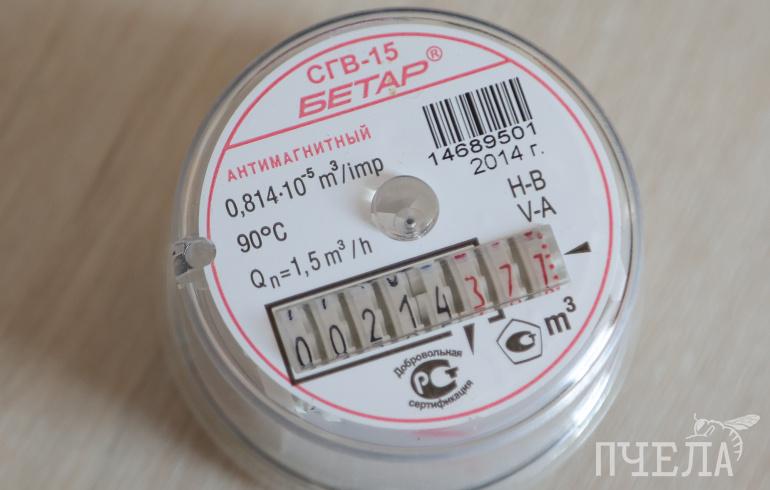 СГВ-15
БЕТАР®
АНТИМАГНИТНЫЙ
14689501
2014 г.
0,814·10⁻⁵ m³/imp
90°C
H-B
V-A
Qn=1,5 m³/h
00214377
m³
Добровольная
РСТ
сертификация
ПЧЕЛА